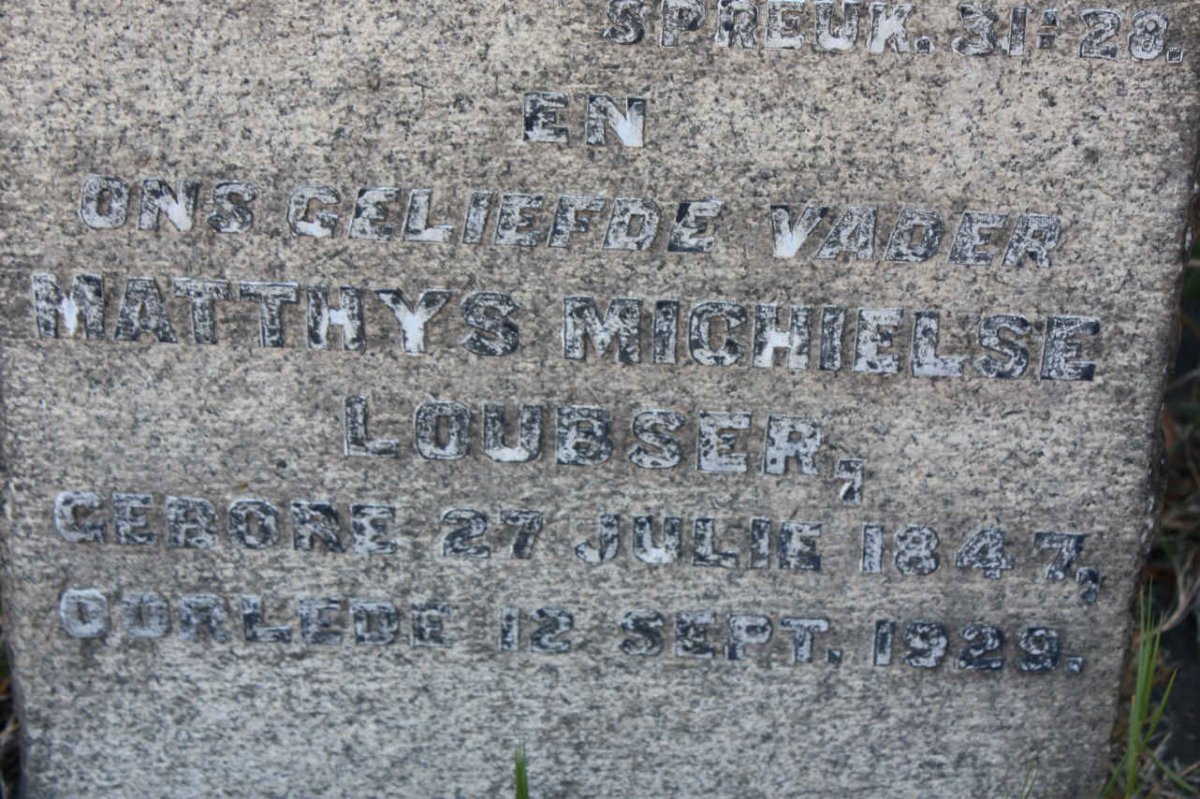 SPREUK. 31:28.
EN
ONS GELIEFDE VADER
MATTHYS MICHIELSE
LOUBSER,
GEBORE 27 JULIE 1847,
OORLEDE 12 SEPT. 1929.